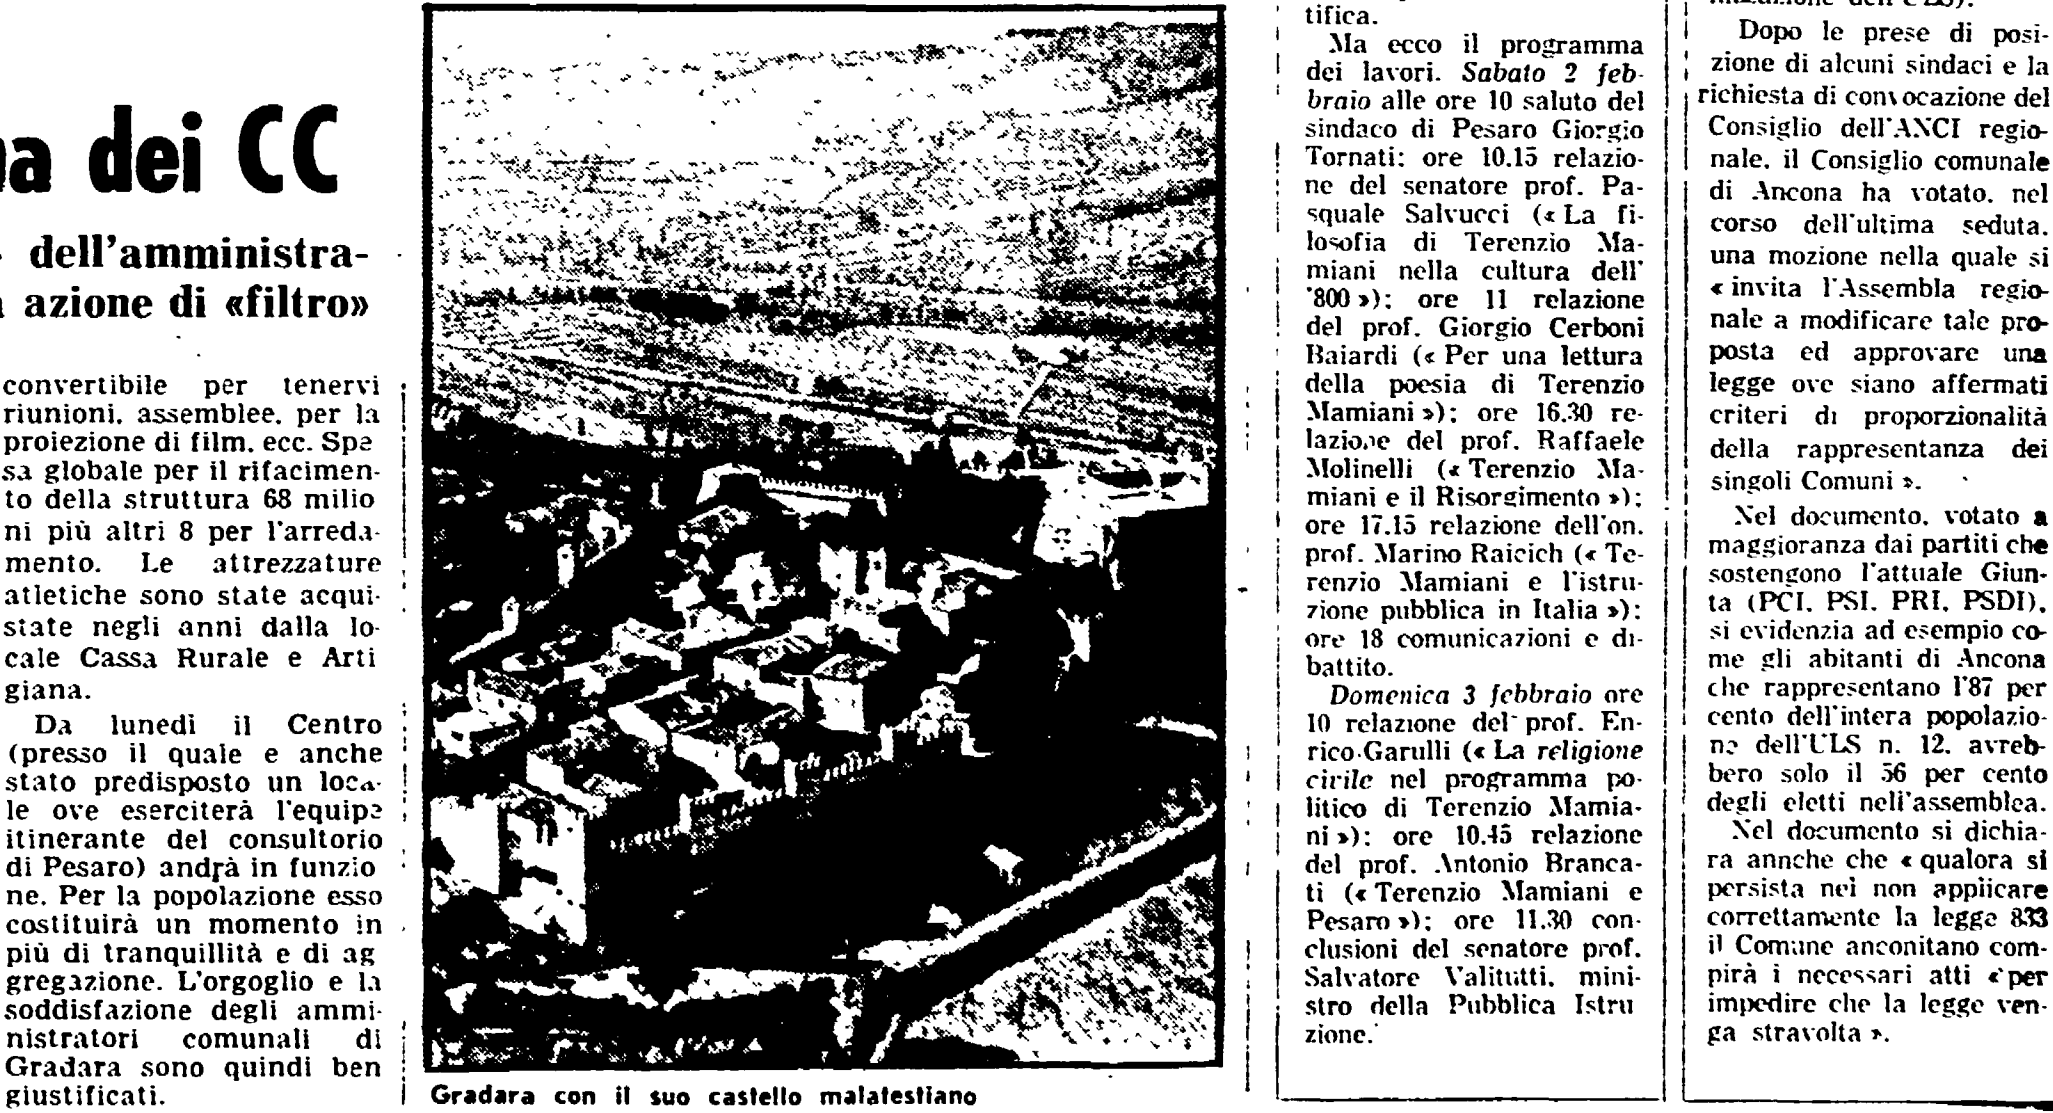 a dei CC
dell'amministra-
azione di «filtro»
convertibile per tenervi
riunioni, assemblee, per la
proiezione di film, ecc. Spe
sa globale per il rifacimen-
to della struttura 68 milio
ni più altri 8 per l'arreda-
mento. Le attrezzature
atletiche sono state acqui-
state negli anni dalla lo-
cale Cassa Rurale e Arti
giana.
Da lunedì il Centro
(presso il quale e anche
stato predisposto un loca-
le ove eserciterà l'equipe
itinerante del consultorio
di Pesaro) andrà in funzio
ne. Per la popolazione esso
costituirà un momento in
più di tranquillità e di ag
gregazione. L'orgoglio e la
soddisfazione degli ammi-
nistratori comunali di
Gradara sono quindi ben
giustificati.
Gradara con il suo castello malatestiano
tifica.
Ma ecco il programma
dei lavori. Sabato 2 feb-
braio alle ore 10 saluto del
sindaco di Pesaro Giorgio
Tornati; ore 10.15 relazio-
ne del senatore prof. Pa-
squale Salvucci (« La fi-
losofia di Terenzio Ma-
miani nella cultura dell'
'800 »); ore 11 relazione
del prof. Giorgio Cerboni
Baiardi (« Per una lettura
della poesia di Terenzio
Mamiani »); ore 16.30 re-
lazione del prof. Raffaele
Molinelli (« Terenzio Ma-
miani e il Risorgimento »);
ore 17.15 relazione dell'on.
prof. Marino Raicich (« Te-
renzio Mamiani e l'istru-
zione pubblica in Italia »);
ore 18 comunicazioni e di-
battito.
Domenica 3 febbraio ore
10 relazione del prof. En-
rico Garulli (« La religione
civile nel programma po-
litico di Terenzio Mamia-
ni »); ore 10.45 relazione
del prof. Antonio Branca-
ti (« Terenzio Mamiani e
Pesaro »); ore 11.30 con-
clusioni del senatore prof.
Salvatore Valitutti, mini-
stro della Pubblica Istru
zione.
Dopo le prese di posi-
zione di alcuni sindaci e la
richiesta di convocazione del
Consiglio dell'ANCI regio-
nale, il Consiglio comunale
di Ancona ha votato, nel
corso dell'ultima seduta,
una mozione nella quale si
« invita l'Assembla regio-
nale a modificare tale pro-
posta ed approvare una
legge ove siano affermati
criteri di proporzionalità
della rappresentanza dei
singoli Comuni ».
Nel documento, votato a
maggioranza dai partiti che
sostengono l'attuale Giun-
ta (PCI, PSI, PRI, PSDI),
si evidenzia ad esempio co-
me gli abitanti di Ancona
che rappresentano l'87 per
cento dell'intera popolazio-
ne dell'ULS n. 12, avreb-
bero solo il 56 per cento
degli eletti nell'assemblea.
Nel documento si dichia-
ra annche che « qualora si
persista nel non applicare
correttamente la legge 833
il Comune anconitano com-
pirà i necessari atti « per
impedire che la legge ven-
ga stravolta ».